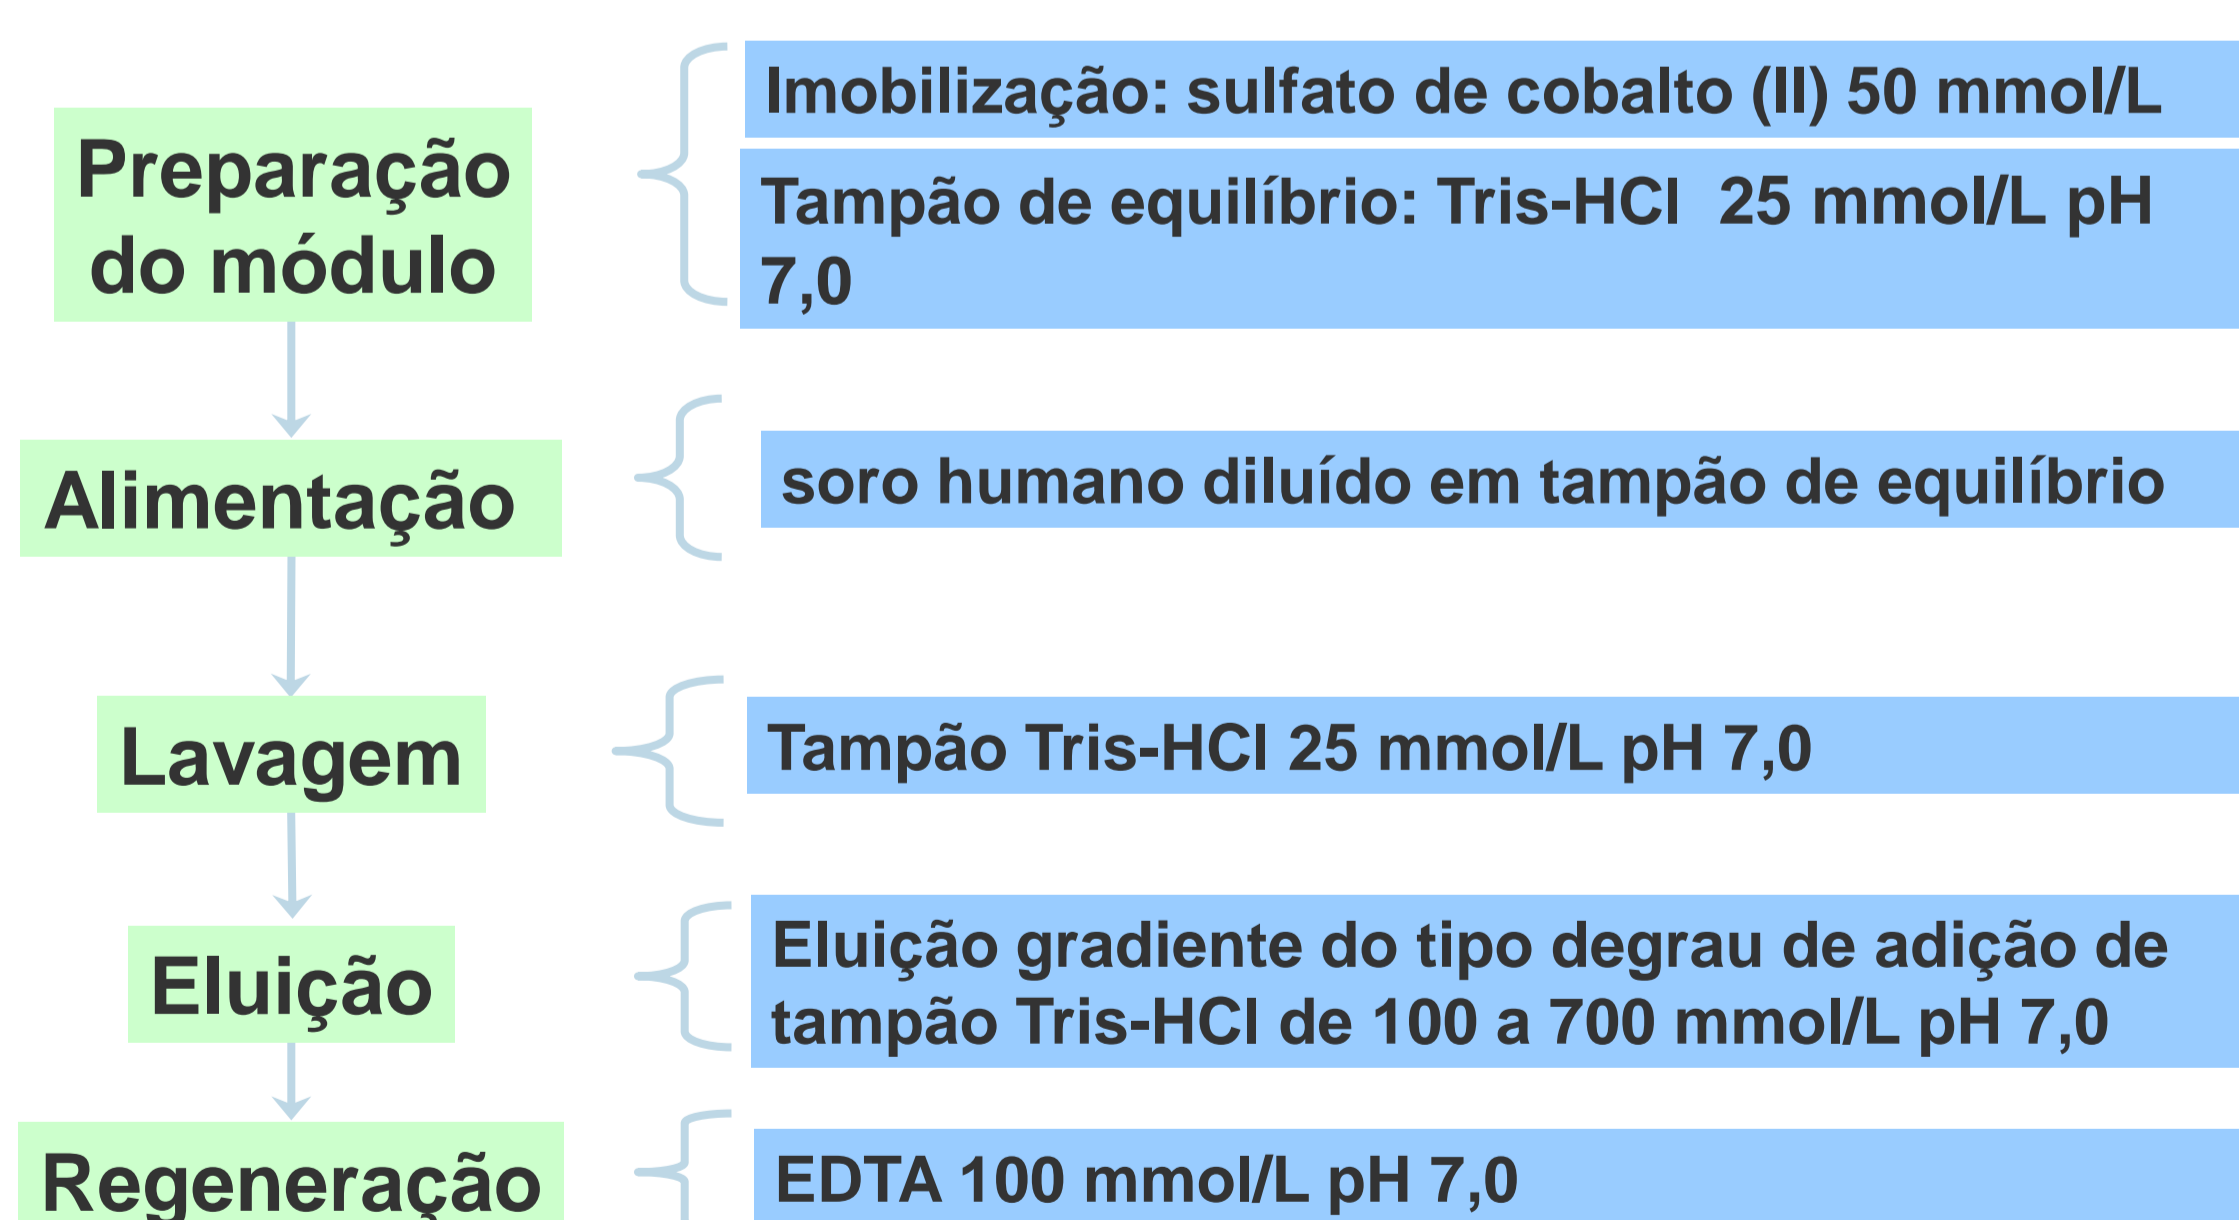 Preparação
do módulo
Imobilização: sulfato de cobalto (II) 50 mmol/L
Tampão de equilíbrio: Tris-HCl  25 mmol/L pH
7,0
Alimentação
soro humano diluído em tampão de equilíbrio
Lavagem
Tampão Tris-HCl 25 mmol/L pH 7,0
Eluição
Eluição gradiente do tipo degrau de adição de
tampão Tris-HCl de 100 a 700 mmol/L pH 7,0
Regeneração
EDTA 100 mmol/L pH 7,0